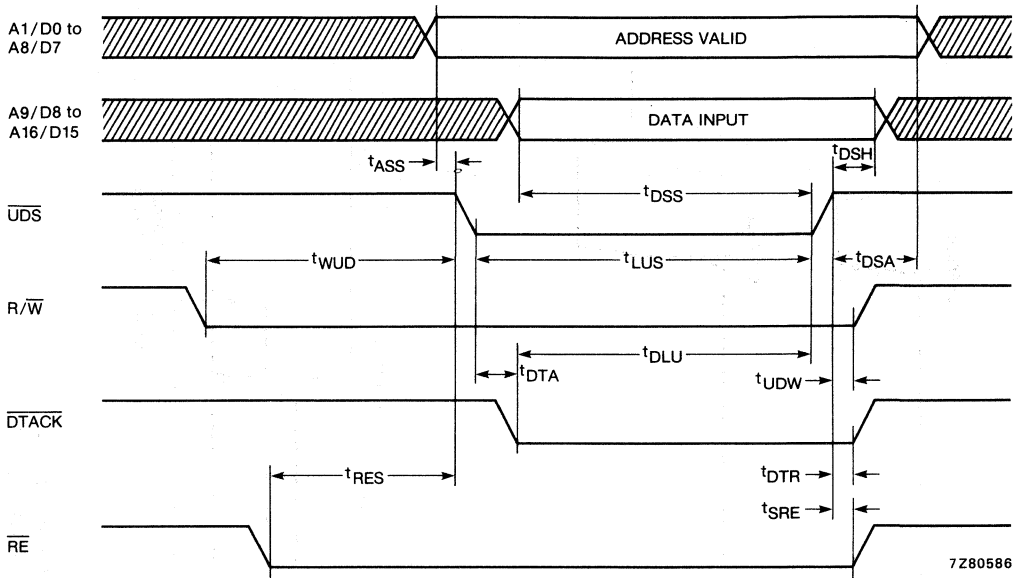 A1/D0 to
A8/D7
ADDRESS VALID
A9/D8 to
A16/D15
DATA INPUT
tASS
tDSH
UDS
tDSS
tWUD
tLUS
tDSA
R/W
tDLU
tDTA
tUDW
DTACK
tRES
tDTR
tSRE
RE
7Z80586